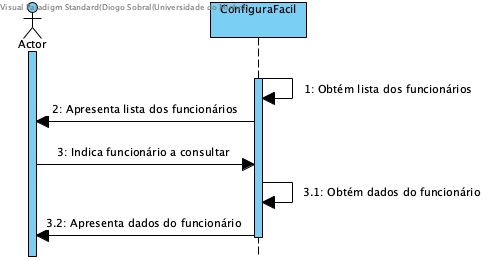 Visual Paradigm Standard(Diogo Sobral(Universidade do
ConfiguraFacil
Actor
1: Obtém lista dos funcionários
2: Apresenta lista dos funcionários
3: Indica funcionário a consultar
3.1: Obtém dados do funcionário
3.2: Apresenta dados do funcionário